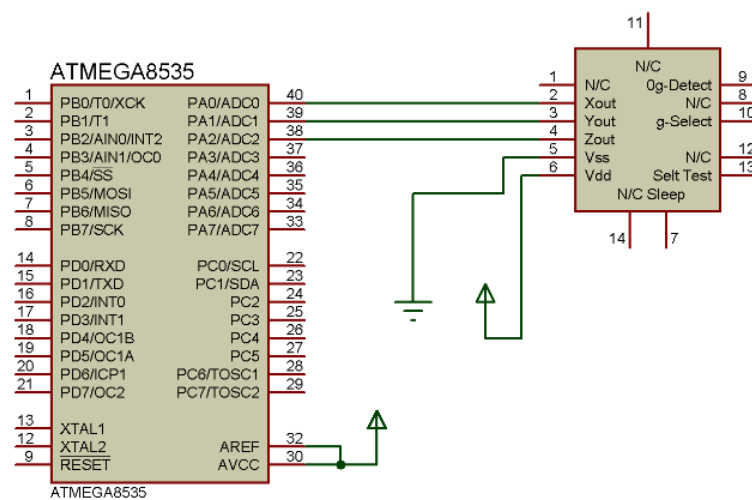 ATMEGA8535
1 PB0/T0/XCK PA0/ADC0 40
2 PB1/T1 PA1/ADC1 39
3 PB2/AIN0/INT2 PA2/ADC2 38
4 PB3/AIN1/OC0 PA3/ADC3 37
5 PB4/SS PA4/ADC4 36
6 PB5/MOSI PA5/ADC5 35
7 PB6/MISO PA6/ADC6 34
8 PB7/SCK PA7/ADC7 33
14 PD0/RXD PC0/SCL 22
15 PD1/TXD PC1/SDA 23
16 PD2/INT0 PC2 24
17 PD3/INT1 PC3 25
18 PD4/OC1B PC4 26
19 PD5/OC1A PC5 27
20 PD6/ICP1 PC6/TOSC1 28
21 PD7/OC2 PC7/TOSC2 29
13 XTAL1
12 XTAL2 AREF 32
9 RESET AVCC 30
ATMEGA8535
11
N/C
1 N/C 0g-Detect 9
2 Xout N/C 8
3 Yout g-Select 10
4 Zout
5 Vss N/C 12
6 Vdd Selt Test 13
N/C Sleep
14 7